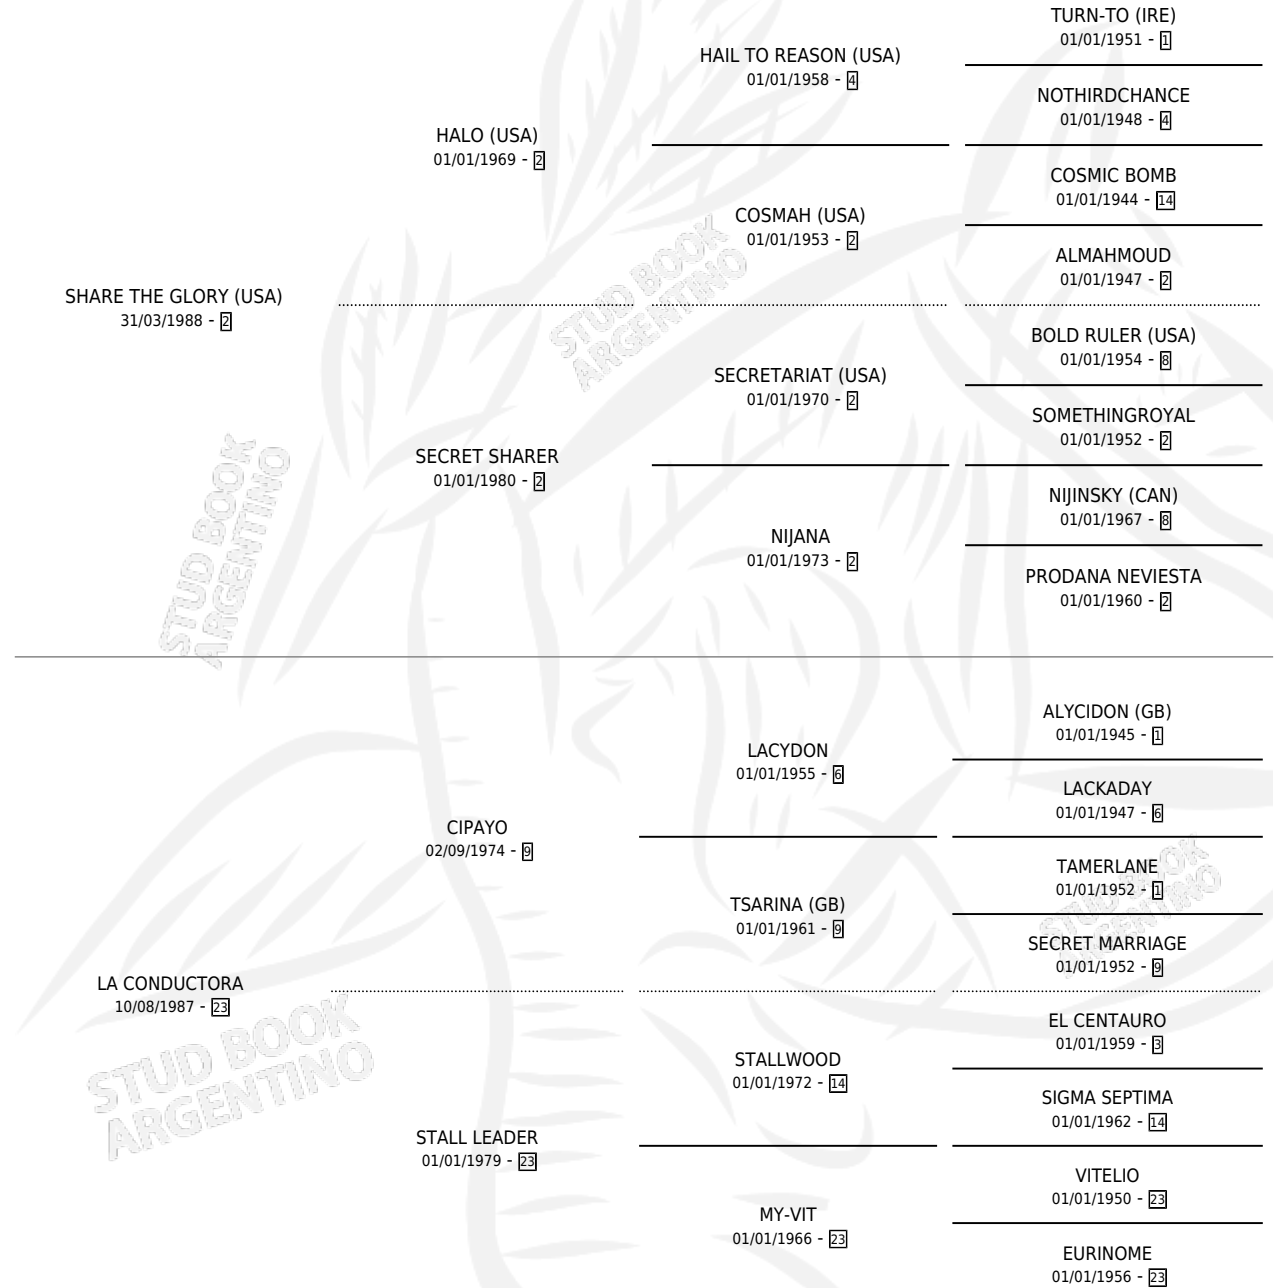 TURN-TO (IRE)
01/01/1951 - 1
HAIL TO REASON (USA)
01/01/1958 - 4
NOTHIRDCHANCE
01/01/1948 - 4
HALO (USA)
01/01/1969 - 2
COSMIC BOMB
01/01/1944 - 14
COSMAH (USA)
01/01/1953 - 2
ALMAHMOUD
01/01/1947 - 2
SHARE THE GLORY (USA)
31/03/1988 - 2
BOLD RULER (USA)
01/01/1954 - 8
SECRETARIAT (USA)
01/01/1970 - 2
SOMETHINGROYAL
01/01/1952 - 2
SECRET SHARER
01/01/1980 - 2
NIJINSKY (CAN)
01/01/1967 - 8
NIJANA
01/01/1973 - 2
PRODANA NEVIESTA
01/01/1960 - 2
ALYCIDON (GB)
01/01/1945 - 1
LACYDON
01/01/1955 - 6
LACKADAY
01/01/1947 - 6
CIPAYO
02/09/1974 - 9
TAMERLANE
01/01/1952 - 1
TSARINA (GB)
01/01/1961 - 9
SECRET MARRIAGE
01/01/1952 - 9
LA CONDUCTORA
10/08/1987 - 23
EL CENTAURO
01/01/1959 - 3
STALLWOOD
01/01/1972 - 14
SIGMA SEPTIMA
01/01/1962 - 14
STALL LEADER
01/01/1979 - 23
VITELIO
01/01/1950 - 23
MY-VIT
01/01/1966 - 23
EURINOME
01/01/1956 - 23
STUD BOOK
ARGENTINO
STUD BOOK
ARGENTINO
STUD BOOK
ARGENTINO
STUD BOOK
ARGENTINO